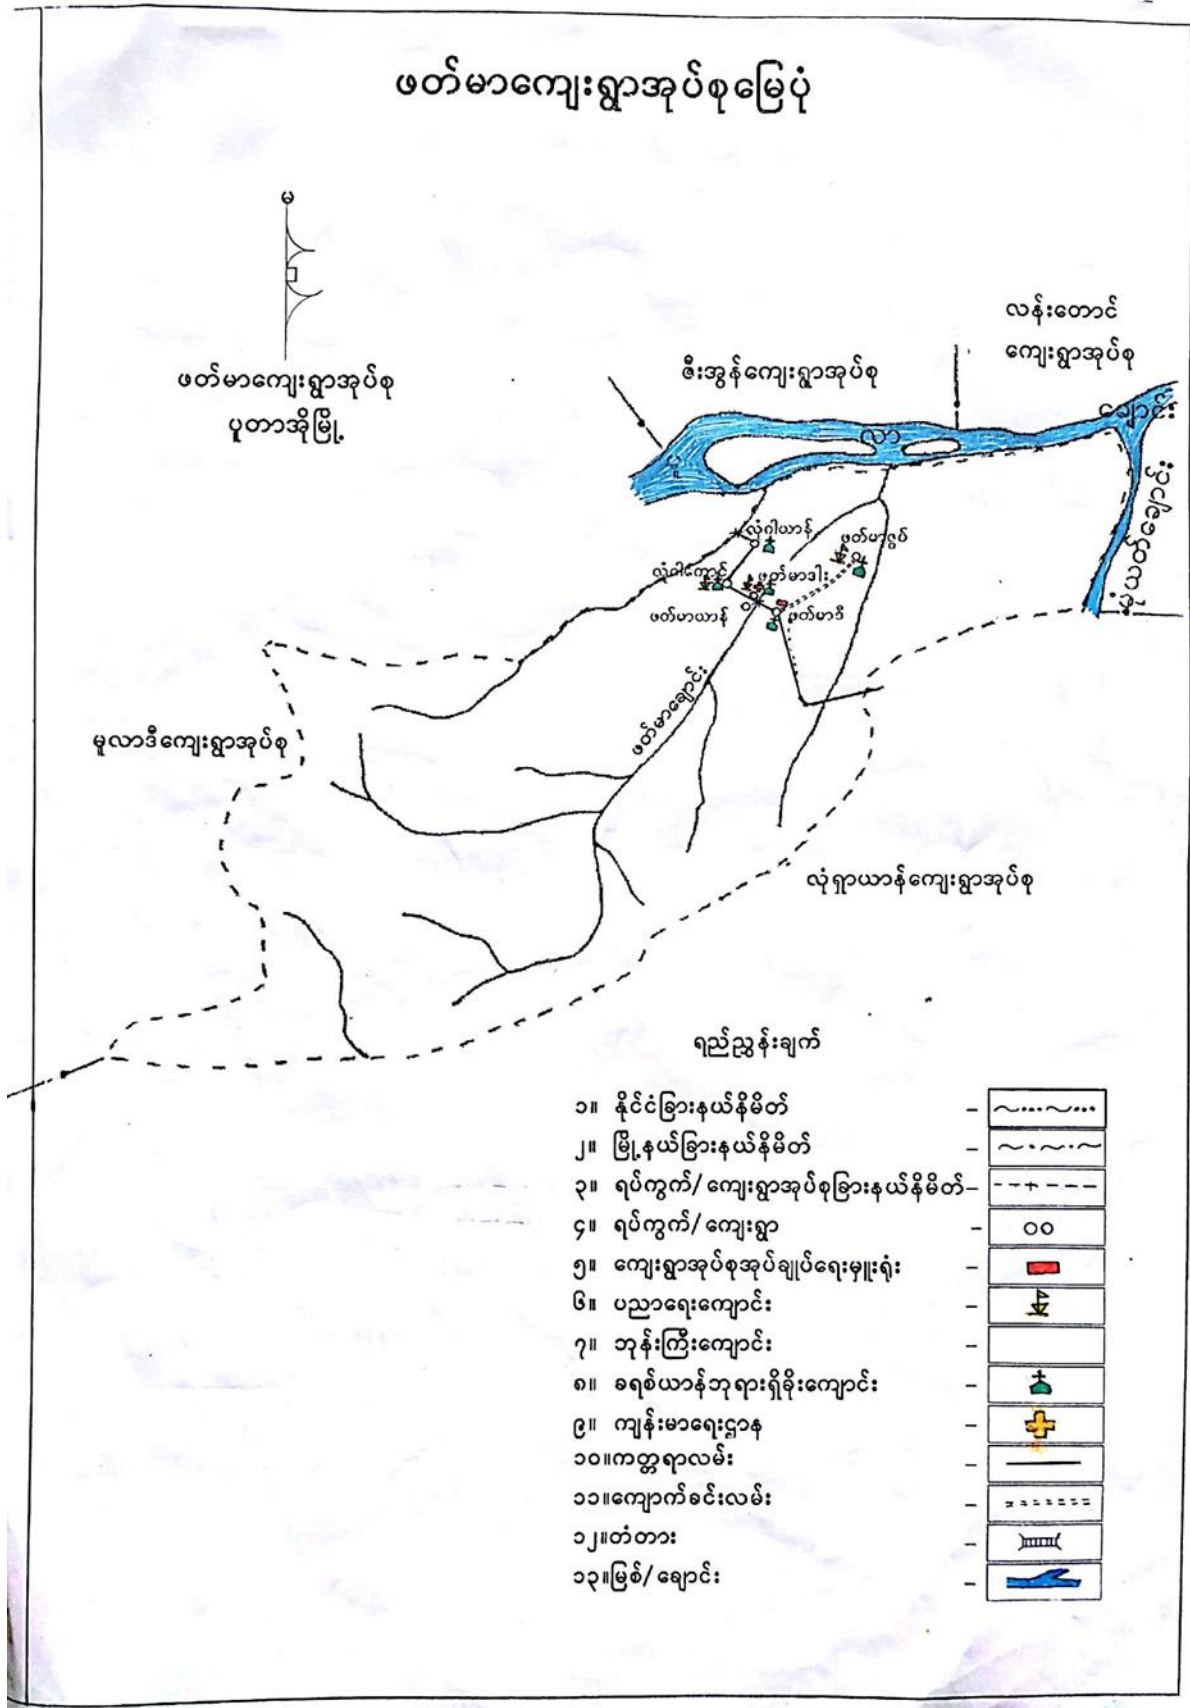 ဖတ်မာကျေးရွာအုပ်စုမြေပုံ
မ
ဖတ်မာကျေးရွာအုပ်စု
ပူတာအိုမြို့
လန်းတောင်
ကျေးရွာအုပ်စု
ဇီးအွန်ကျေးရွာအုပ်စု
ချောင်း
လာ
မူ
လုံဂါယာန်
ဖတ်မာဇွပ်
လုံဂါကောင်
ဖတ်မာဒါး
ဖတ်မာယာန်
ဖတ်မာဒီ
ဖတ်မာချောင်း
မူလာဒီကျေးရွာအုပ်စု
လုံရှာယာန်ကျေးရွာအုပ်စု
ရည်ညွှန်းချက်
၁။ နိုင်ငံခြားနယ်နိမိတ် -
၂။ မြို့နယ်ခြားနယ်နိမိတ် -
၃။ ရပ်ကွက်/ ကျေးရွာအုပ်စုခြားနယ်နိမိတ်-
၄။ ရပ်ကွက်/ ကျေးရွာ -
၅။ ကျေးရွာအုပ်စုအုပ်ချုပ်ရေးမှူးရုံး -
၆။ ပညာရေးကျောင်း -
၇။ ဘုန်းကြီးကျောင်း -
၈။ ခရစ်ယာန်ဘုရားရှိခိုးကျောင်း -
၉။ ကျန်းမာရေးဌာန -
၁၀။ကတ္တရာလမ်း -
၁၁။ကျောက်ခင်းလမ်း -
၁၂။တံတား -
၁၃။မြစ်/ ချောင်း -